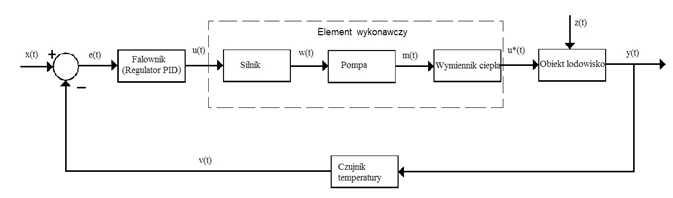 Element wykonawczy
z(t)
x(t)
+
e(t)
Falownik
(Regulator PID)
u(t)
Silnik
w(t)
Pompa
m(t)
Wymiennik ciepła
u*(t)
Obiekt lodowisko
y(t)
−
v(t)
Czujnik
temperatury